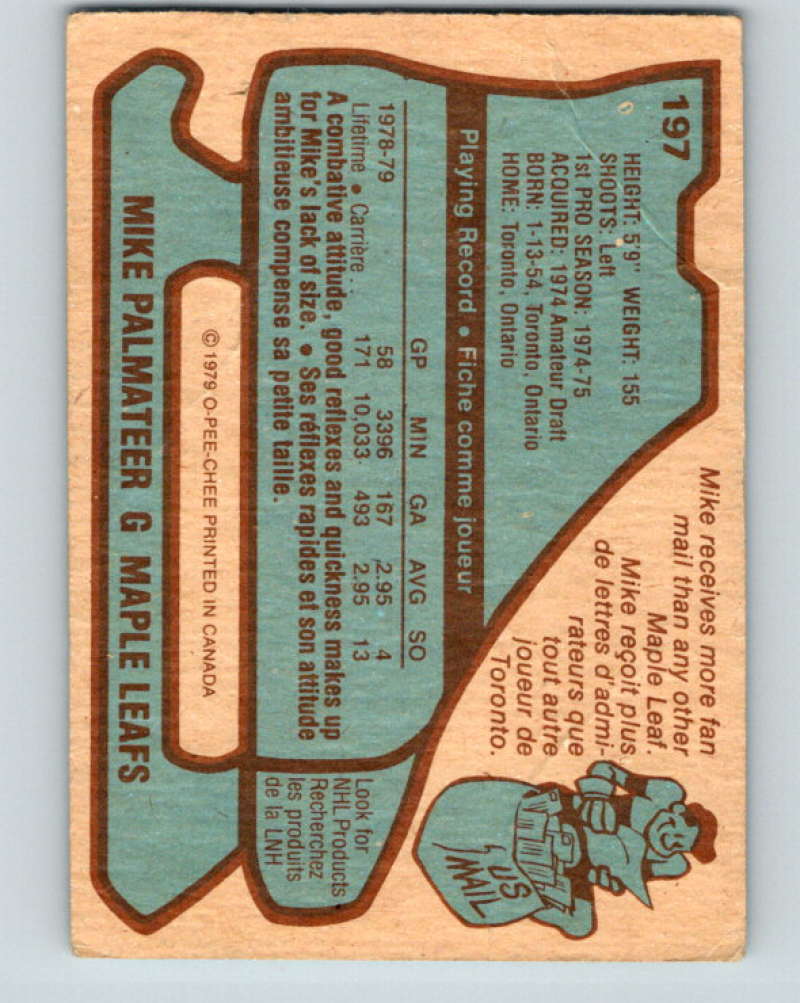 197
HEIGHT: 5'9" WEIGHT: 155
SHOOTS: Left
1st PRO SEASON: 1974-75
ACQUIRED: 1974 Amateur Draft
BORN: 1-13-54, Toronto, Ontario
HOME: Toronto, Ontario
Mike receives more fan
mail than any other
Maple Leaf.
Mike reçoit plus
de lettres d'admi-
rateurs que
tout autre
joueur de
Toronto.
US
MAIL
Playing Record • Fiche comme joueur
GP MIN GA AVG SO
1978-79 58 3396 167 2.95 4
Lifetime • Carrière.. 171 10,033 493 2.95 13
A combative attitude, good reflexes and quickness makes up
for Mike's lack of size. • Ses réflexes rapides et son attitude
ambitieuse compense sa petite taille.
Look for
NHL Products
Recherchez
les produits
de la LNH
© 1979 O-PEE-CHEE PRINTED IN CANADA
MIKE PALMATEER G MAPLE LEAFS